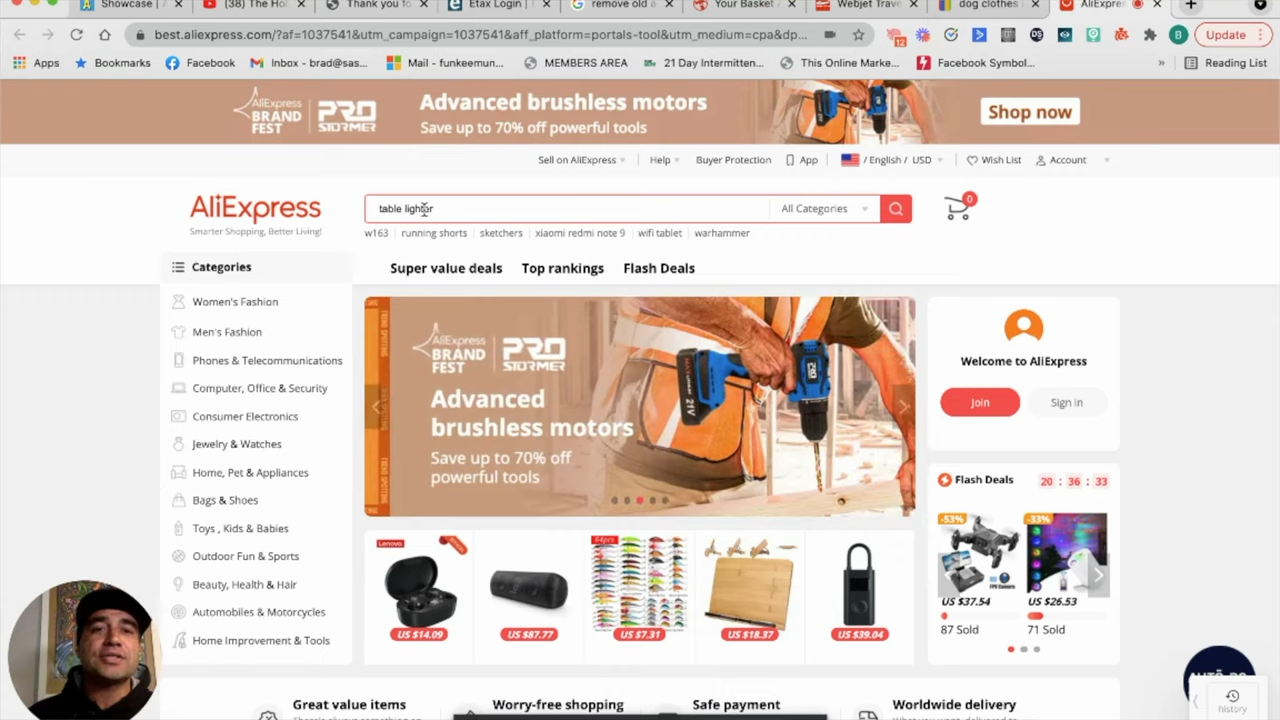 Showcase | A
(38) The Hol
Thank you fo
Etax Login |
remove old a
Your Basket
Webjet Trave
dog clothes
AliExpres
best.aliexpress.com/?af=1037541&utm_campaign=1037541&aff_platform=portals-tool&utm_medium=cpa&dp...
12
B
Update
Apps
Bookmarks
Facebook
Inbox - brad@sas...
Mail - funkeemun...
MEMBERS AREA
21 Day Intermitten...
This Online Marke...
Facebook Symbol...
»
Reading List
AliExpress
BRAND
FEST
PRO
STORMER
Advanced brushless motors
Save up to 70% off powerful tools
Shop now
Sell on AliExpress
Help
Buyer Protection
App
/ English / USD
Wish List
Account
AliExpress
Smarter Shopping, Better Living!
table lighter
All Categories
0
w163
running shorts
sketchers
xiaomi redmi note 9
wifi tablet
warhammer
Categories
Super value deals
Top rankings
Flash Deals
Women's Fashion
Men's Fashion
Phones & Telecommunications
Computer, Office & Security
Consumer Electronics
Jewelry & Watches
Home, Pet & Appliances
Bags & Shoes
Toys , Kids & Babies
Outdoor Fun & Sports
Beauty, Health & Hair
Automobiles & Motorcycles
Home Improvement & Tools
AliExpress
BRAND
FEST
PRO
STORMER
Advanced
brushless motors
Save up to 70% off
powerful tools
21V
Welcome to AliExpress
Join
Sign in
Flash Deals
20 : 36 : 33
-53%
-33%
US $37.54
US $26.53
87 Sold
71 Sold
Lenovo
64pcs
US $14.09
US $87.77
US $7.31
US $18.37
US $39.04
Great value items
Worry-free shopping
Safe payment
Worldwide delivery
history